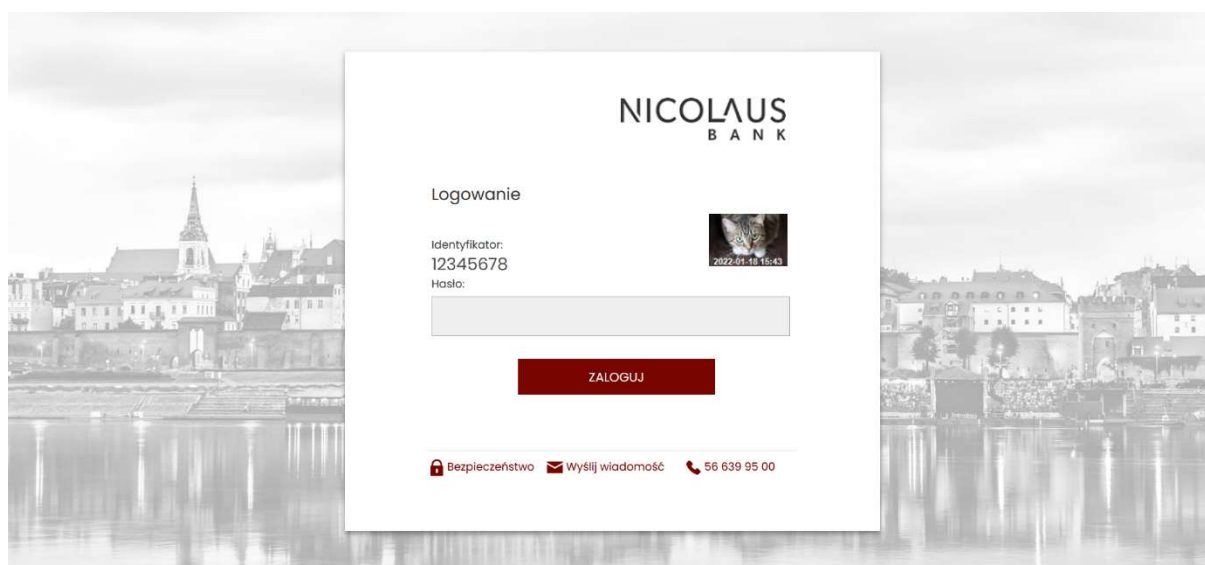 NICOLAUS
BANK
Logowanie
Identyfikator:
12345678
2022-01-18 15:43
Hasło:
ZALOGUJ
Bezpieczeństwo Wyślij wiadomość 56 639 95 00